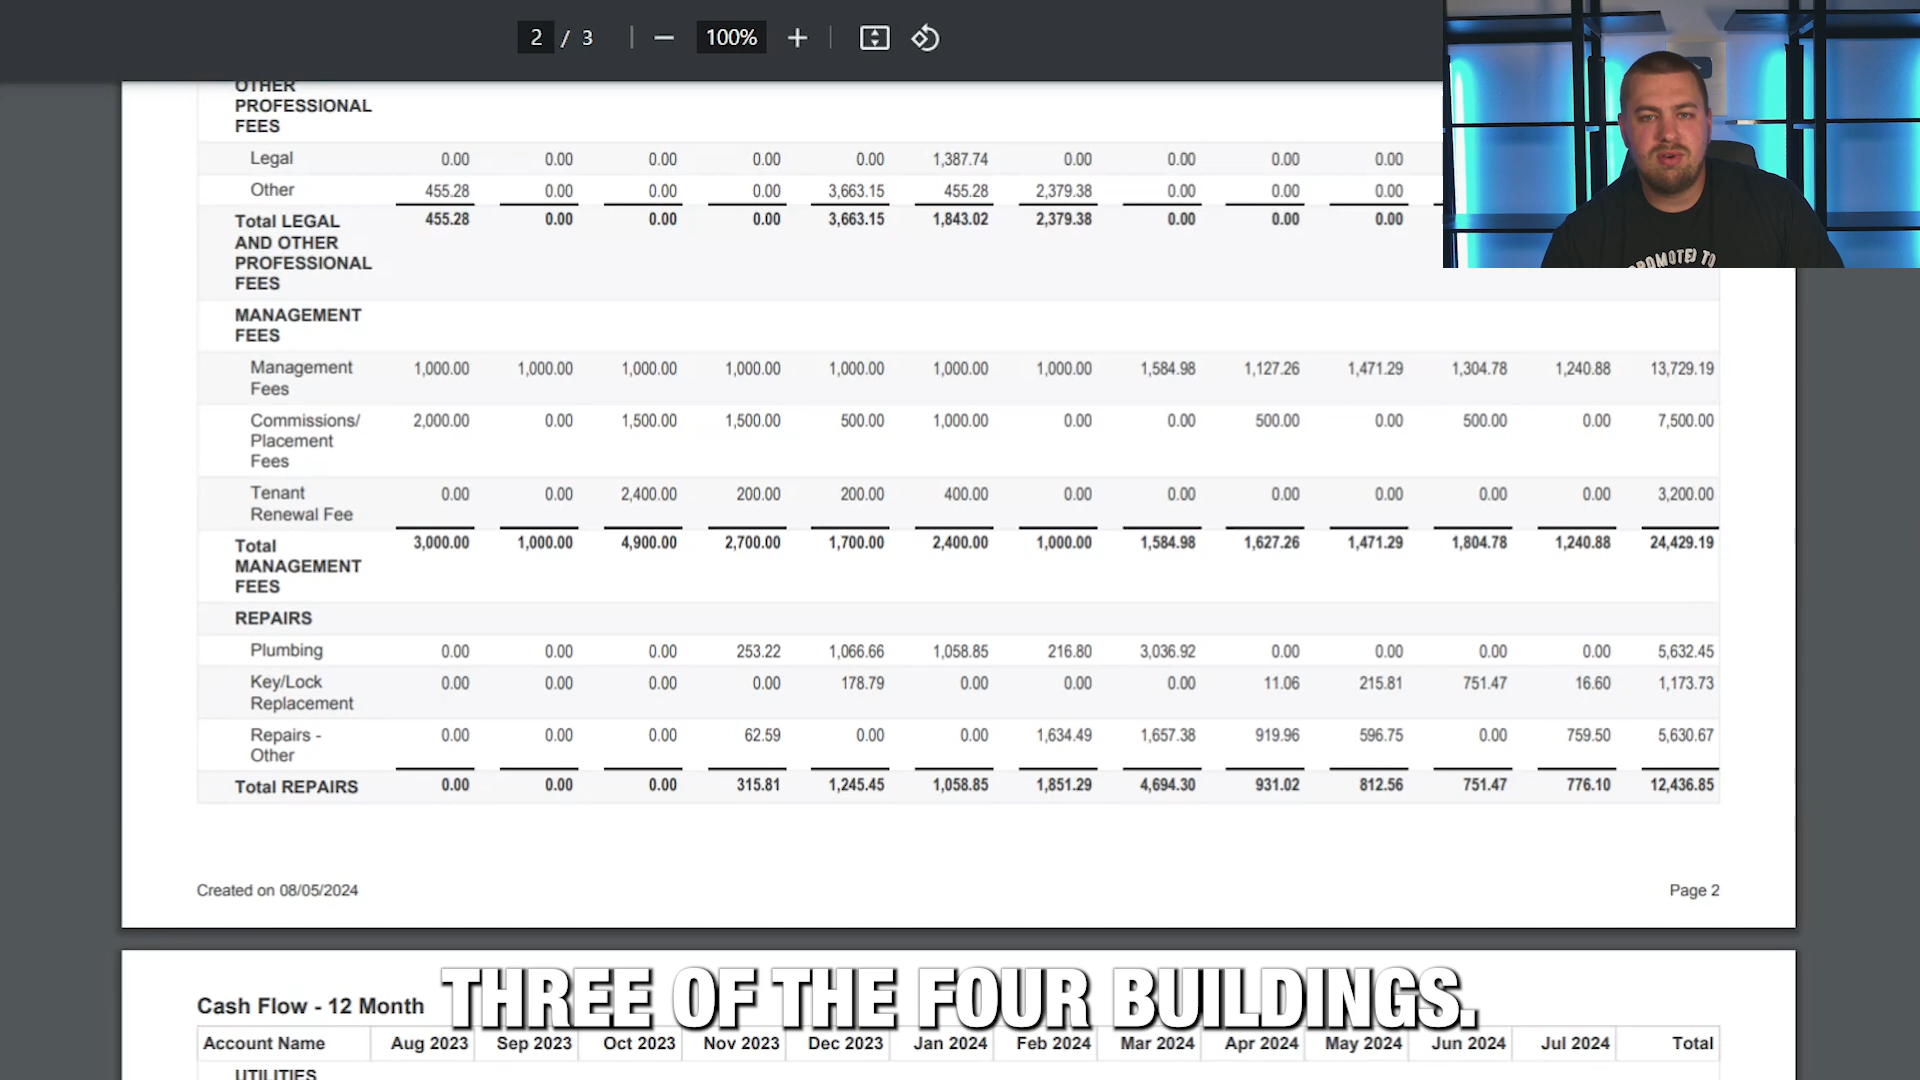 2 / 3 100%
OTHER
PROFESSIONAL
FEES
Legal 0.00 0.00 0.00 0.00 0.00 1,387.74 0.00 0.00 0.00 0.00
Other 455.28 0.00 0.00 0.00 3,663.15 455.28 2,379.38 0.00 0.00 0.00
Total LEGAL 455.28 0.00 0.00 0.00 3,663.15 1,843.02 2,379.38 0.00 0.00 0.00
AND OTHER
PROFESSIONAL
FEES
PROMOTED TO
MANAGEMENT
FEES
Management 1,000.00 1,000.00 1,000.00 1,000.00 1,000.00 1,000.00 1,000.00 1,584.98 1,127.26 1,471.29 1,304.78 1,240.88 13,729.19
Fees
Commissions/ 2,000.00 0.00 1,500.00 1,500.00 500.00 1,000.00 0.00 0.00 500.00 0.00 500.00 0.00 7,500.00
Placement
Fees
Tenant 0.00 0.00 2,400.00 200.00 200.00 400.00 0.00 0.00 0.00 0.00 0.00 0.00 3,200.00
Renewal Fee
Total 3,000.00 1,000.00 4,900.00 2,700.00 1,700.00 2,400.00 1,000.00 1,584.98 1,627.26 1,471.29 1,804.78 1,240.88 24,429.19
MANAGEMENT
FEES
REPAIRS
Plumbing 0.00 0.00 0.00 253.22 1,066.66 1,058.85 216.80 3,036.92 0.00 0.00 0.00 0.00 5,632.45
Key/Lock 0.00 0.00 0.00 0.00 178.79 0.00 0.00 0.00 11.06 215.81 751.47 16.60 1,173.73
Replacement
Repairs - 0.00 0.00 0.00 62.59 0.00 0.00 1,634.49 1,657.38 919.96 596.75 0.00 759.50 5,630.67
Other
Total REPAIRS 0.00 0.00 0.00 315.81 1,245.45 1,058.85 1,851.29 4,694.30 931.02 812.56 751.47 776.10 12,436.85
Created on 08/05/2024 Page 2
Cash Flow - 12 Month
THREE OF THE FOUR BUILDINGS.
Account Name Aug 2023 Sep 2023 Oct 2023 Nov 2023 Dec 2023 Jan 2024 Feb 2024 Mar 2024 Apr 2024 May 2024 Jun 2024 Jul 2024 Total
UTILITIES